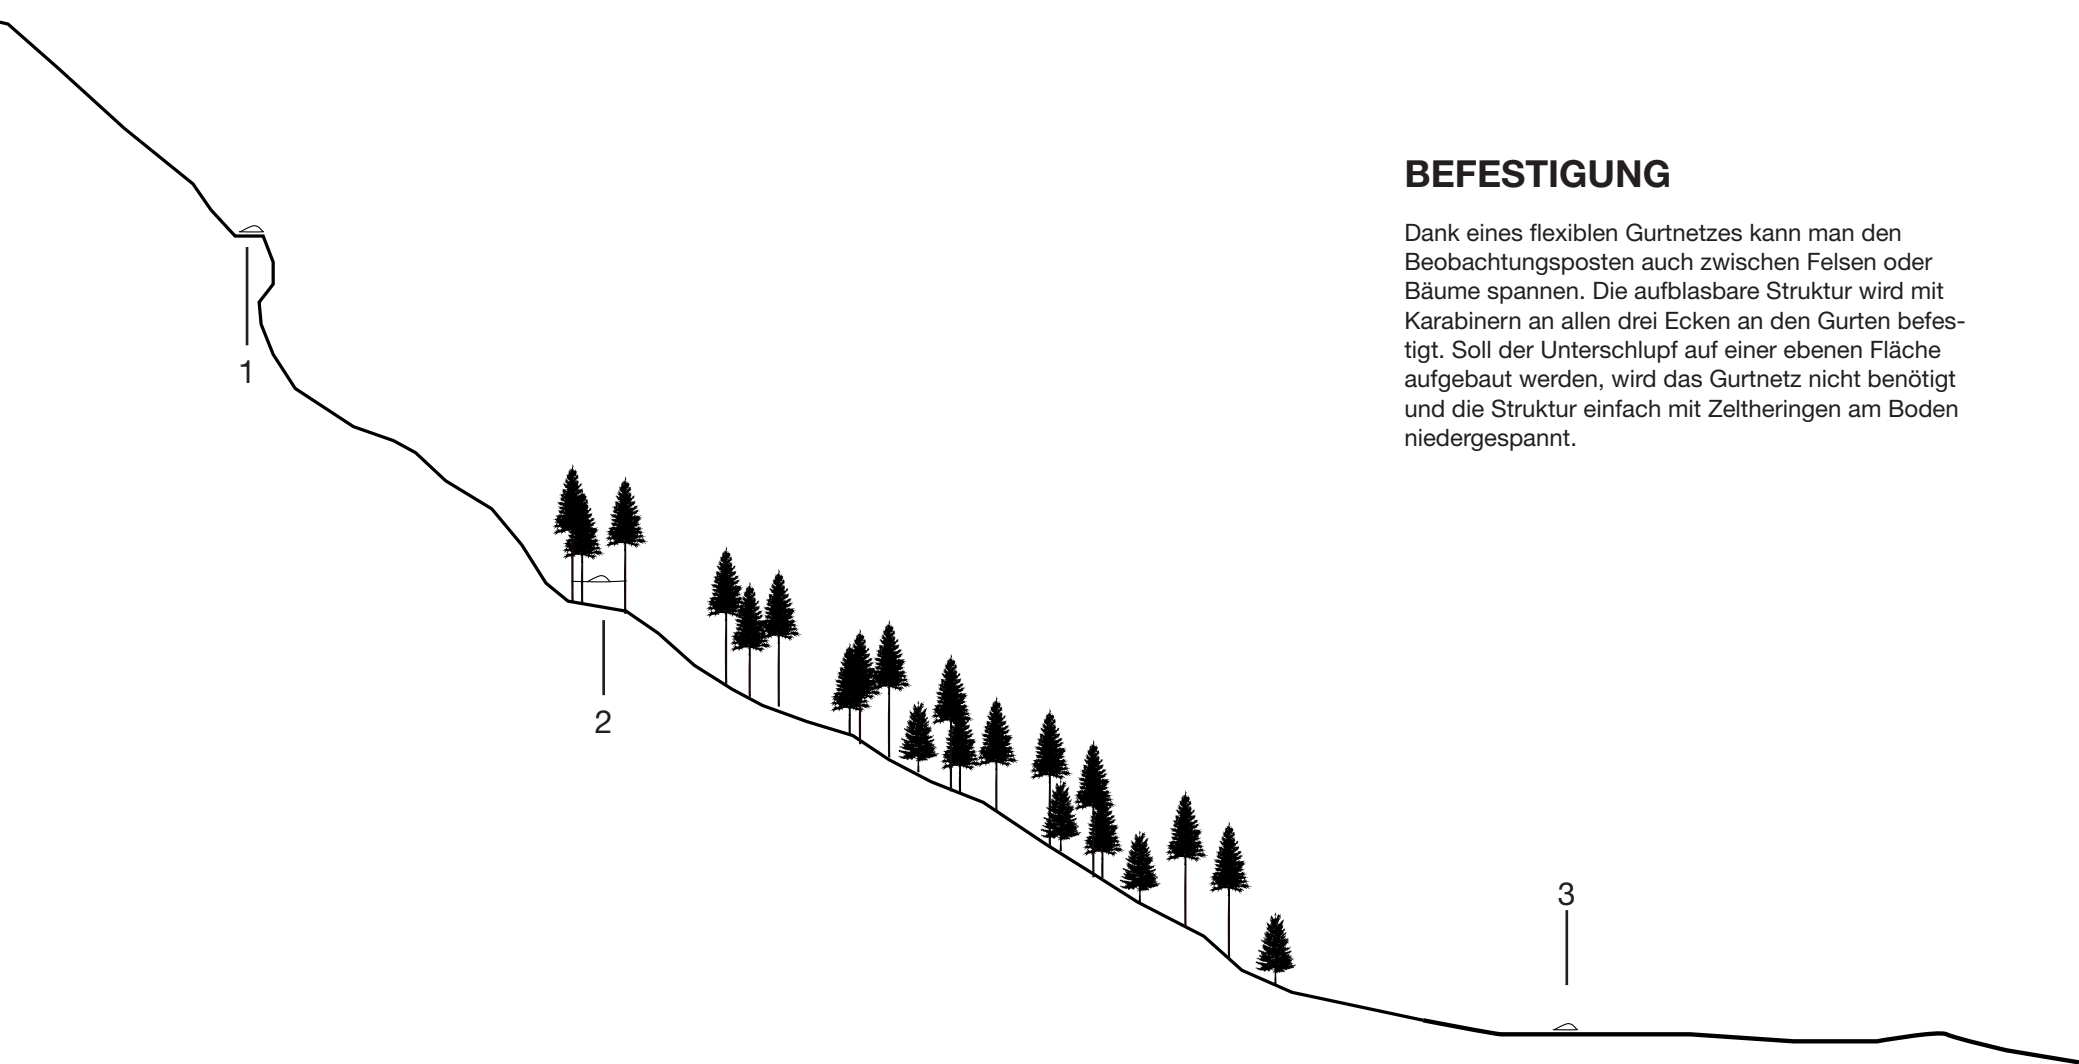 BEFESTIGUNG
Dank eines flexiblen Gurtnetzes kann man den
Beobachtungsposten auch zwischen Felsen oder
Bäume spannen. Die aufblasbare Struktur wird mit
Karabinern an allen drei Ecken an den Gurten befes-
tigt. Soll der Unterschlupf auf einer ebenen Fläche
aufgebaut werden, wird das Gurtnetz nicht benötigt
und die Struktur einfach mit Zeltheringen am Boden
niedergespannt.
1
2
3